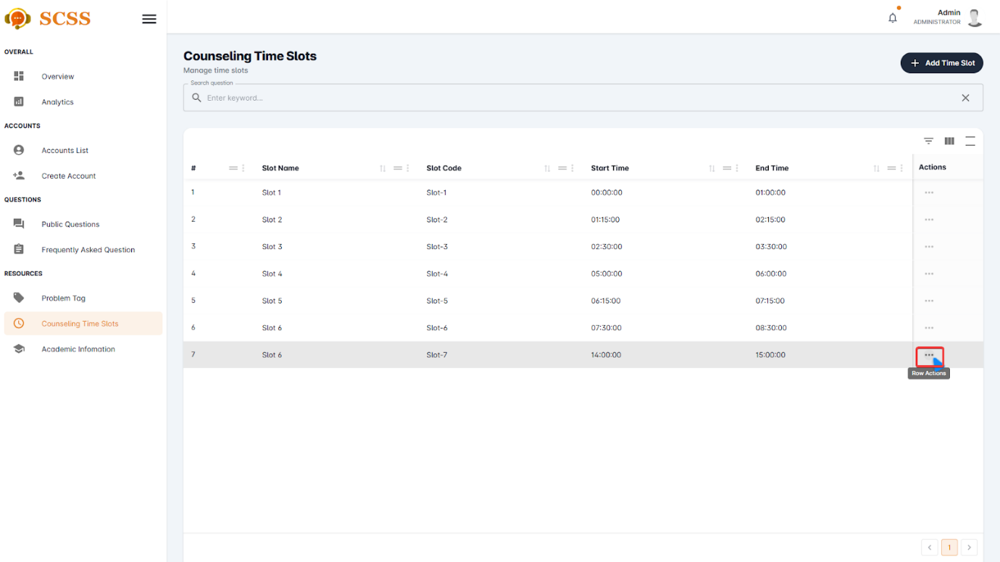 SCSS
Admin
ADMINISTRATOR
OVERALL
Overview
Analytics
ACCOUNTS
Accounts List
Create Account
QUESTIONS
Public Questions
Frequently Asked Question
RESOURCES
Problem Tag
Counseling Time Slots
Academic Infomation
Counseling Time Slots
Manage time slots
+ Add Time Slot
Search question
Enter keyword...
# Slot Name Slot Code Start Time End Time Actions
1 Slot 1 Slot-1 00:00:00 01:00:00
2 Slot 2 Slot-2 01:15:00 02:15:00
3 Slot 3 Slot-3 02:30:00 03:30:00
4 Slot 4 Slot-4 05:00:00 06:00:00
5 Slot 5 Slot-5 06:15:00 07:15:00
6 Slot 6 Slot-6 07:30:00 08:30:00
7 Slot 6 Slot-7 14:00:00 15:00:00
Row Actions
1